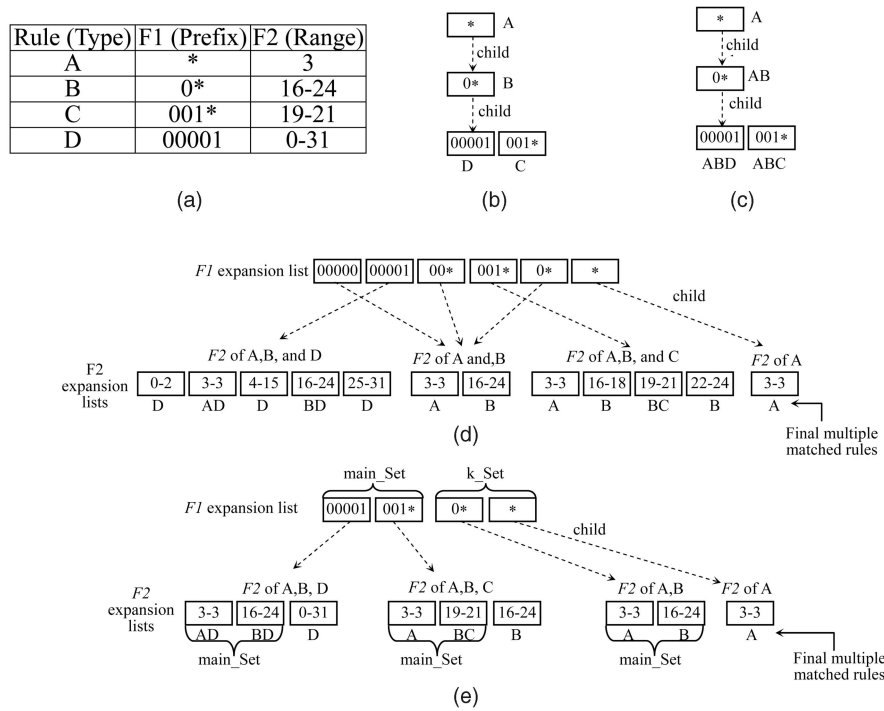 Rule (Type) F1 (Prefix) F2 (Range)
A * 3
B 0* 16-24
C 001* 19-21
D 00001 0-31
(a)
* A
child
0* B
child
00001 001*
D C
(b)
* A
child
0* AB
child
00001 001*
ABD ABC
(c)
F1 expansion list 00000 00001 00* 001* 0* *
child
F2 of A,B, and D F2 of A and,B F2 of A,B, and C F2 of A
F2 expansion lists
0-2 3-3 4-15 16-24 25-31 3-3 16-24 3-3 16-18 19-21 22-24 3-3
D AD D BD D A B A B BC B A
Final multiple
matched rules
(d)
main_Set k_Set
F1 expansion list 00001 001* 0* *
child
F2 of A,B, D F2 of A,B, C F2 of A,B F2 of A
F2
expansion
lists
3-3 16-24 0-31 3-3 19-21 16-24 3-3 16-24 3-3
AD BD D A BC B A B A
main_Set main_Set main_Set
Final multiple
matched rules
(e)